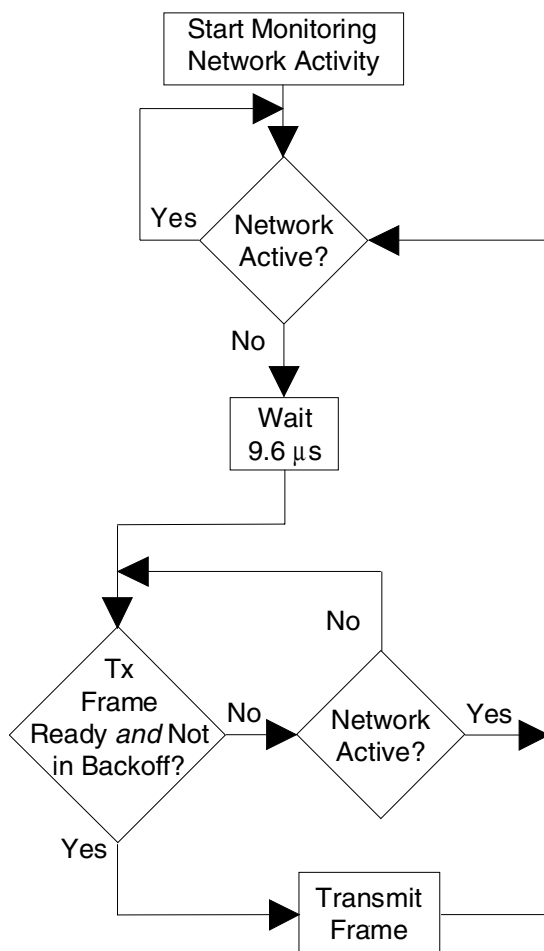 Start Monitoring
Network Activity
Yes
Network
Active?
No
Wait
9.6 μs
No
Tx
Frame
Ready and Not
in Backoff?
No
Network
Active?
Yes
Yes
Transmit
Frame